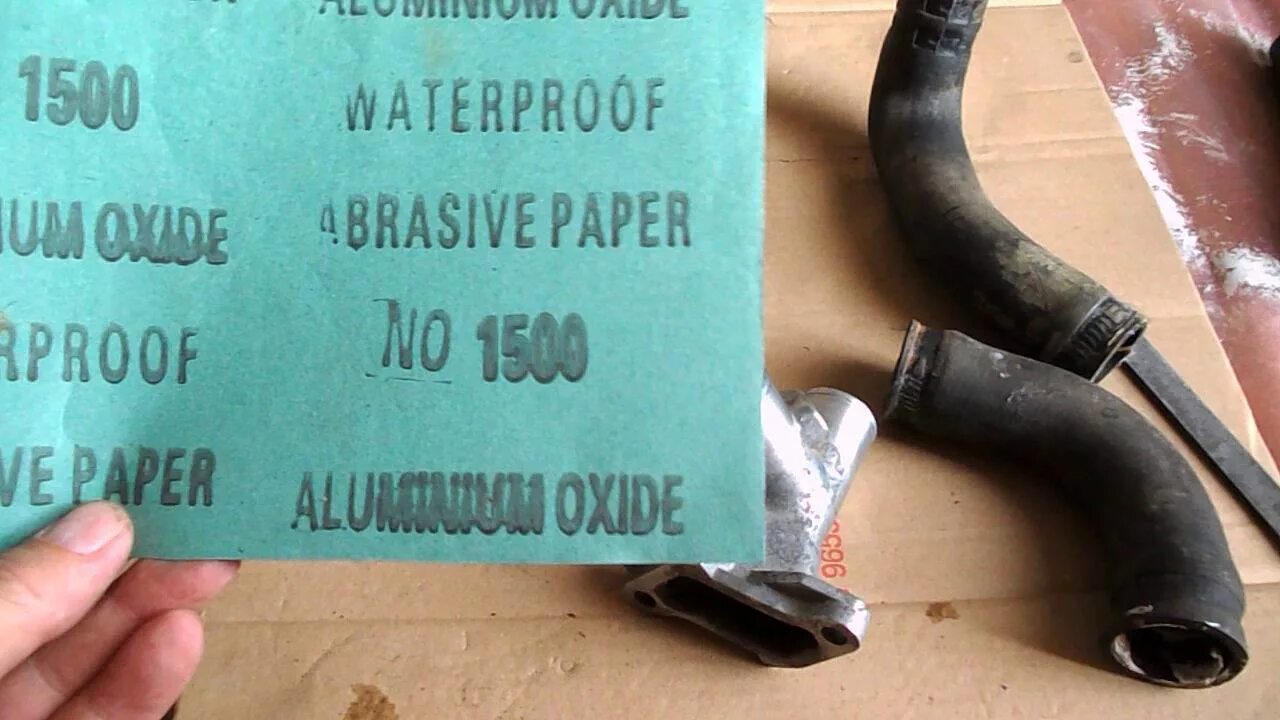 ALUMINIUM OXIDE
1500
WATERPROOF
IUM OXIDE
ABRASIVE PAPER
RPROOF
NO 1500
VE PAPER
ALUMINIUM OXIDE